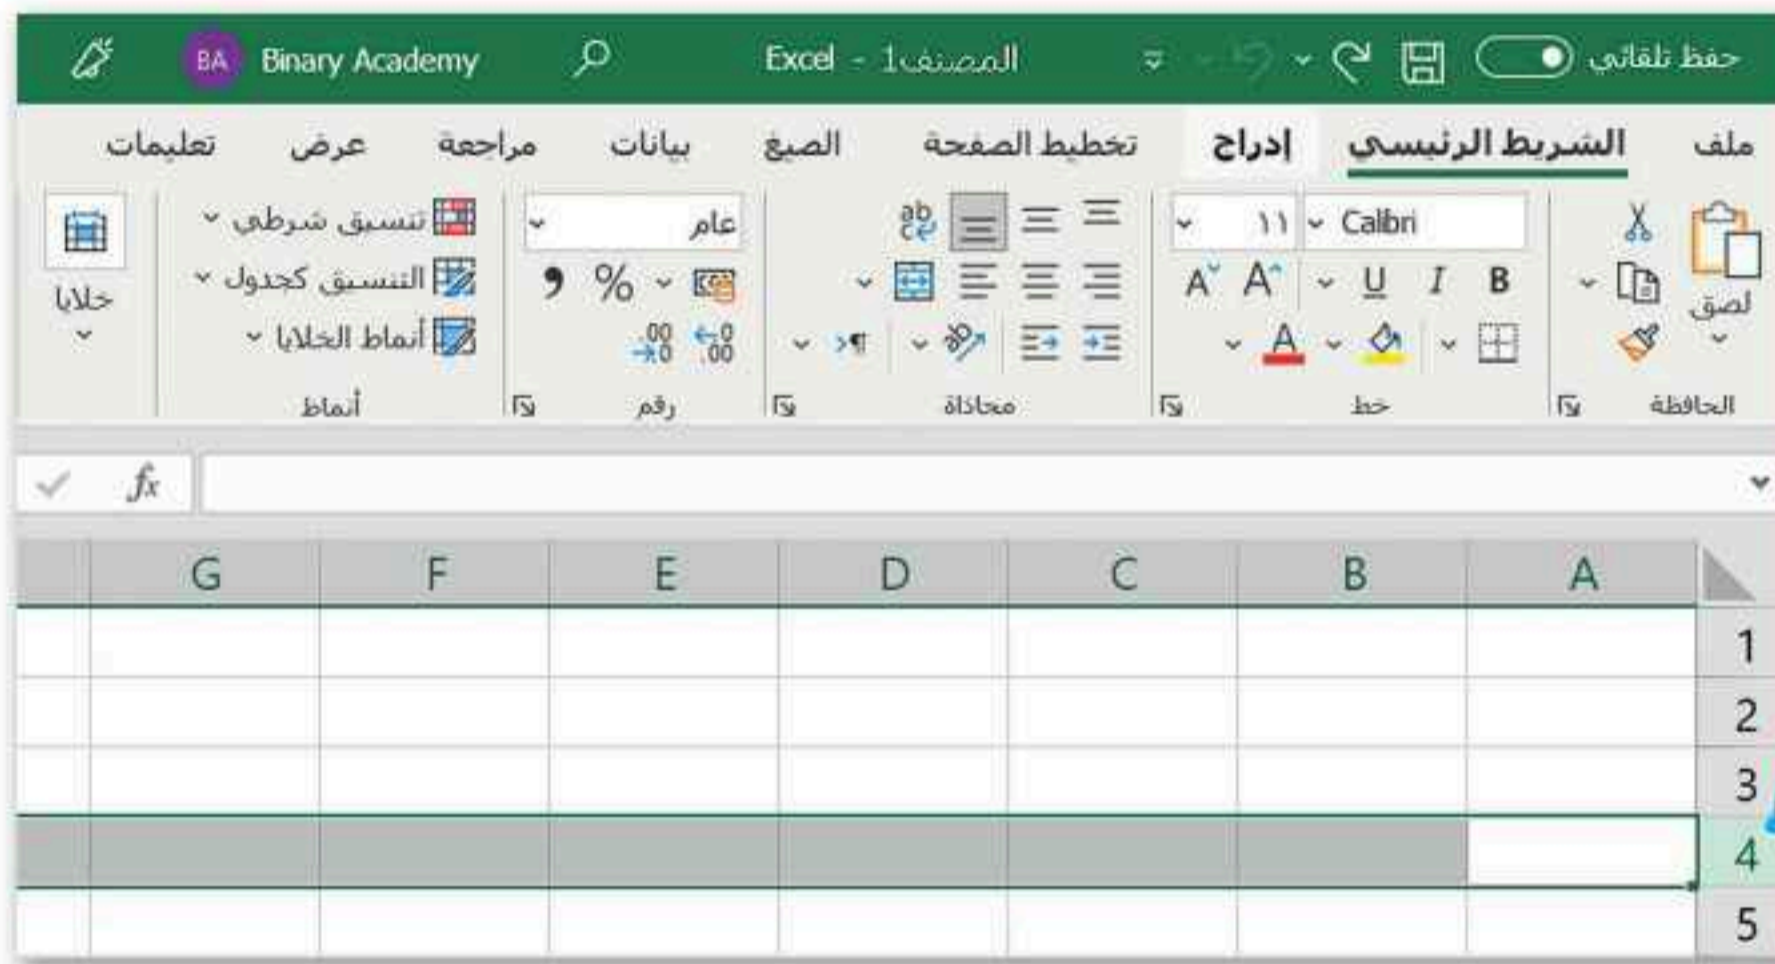 حفظ تلقائي المصنف1 - Excel Binary Academy BA
ملف الشريط الرئيسي إدراج تخطيط الصفحة الصيغ بيانات مراجعة عرض تعليمات
لصق Calibri ١١ عام تنسيق شرطي خلايا
B I U A A % , التنسيق كجدول
A أنماط الخلايا
الحافظة خط محاذاة رقم أنماط
fx
A B C D E F G
1
2
3
4
5